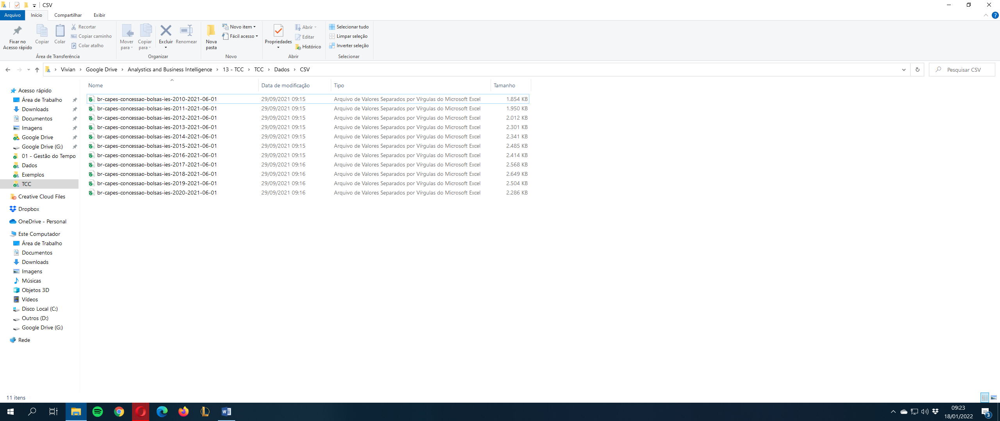 CSV
Arquivo Início Compartilhar Exibir
Fixar no Acesso rápido
Copiar
Colar
Recortar
Copiar caminho
Colar atalho
Área de Transferência
Mover para
Copiar para
Excluir
Renomear
Organizar
Nova pasta
Novo item
Fácil acesso
Novo
Propriedades
Abrir
Editar
Histórico
Abrir
Selecionar tudo
Limpar seleção
Inverter seleção
Selecionar
Vivian > Google Drive > Analystics and Business Intelligence > 13 - TCC > TCC > Dados > CSV
Pesquisar CSV
Acesso rápido
Área de Trabalho
Downloads
Documentos
Imagens
Google Drive
Google Drive (G:)
01 - Gestão do Tempo
Dados
Exemplos
TCC
Creative Cloud Files
Dropbox
OneDrive - Personal
Este Computador
Área de Trabalho
Documentos
Downloads
Imagens
Músicas
Objetos 3D
Vídeos
Disco Local (C:)
Outros (D:)
Google Drive (G:)
Rede
Nome Data de modificação Tipo Tamanho
br-capes-concessao-bolsas-ies-2010-2021-06-01 29/09/2021 09:15 Arquivo de Valores Separados por Vírgulas do Microsoft Excel 1.854 KB
br-capes-concessao-bolsas-ies-2011-2021-06-01 29/09/2021 09:15 Arquivo de Valores Separados por Vírgulas do Microsoft Excel 1.950 KB
br-capes-concessao-bolsas-ies-2012-2021-06-01 29/09/2021 09:15 Arquivo de Valores Separados por Vírgulas do Microsoft Excel 2.012 KB
br-capes-concessao-bolsas-ies-2013-2021-06-01 29/09/2021 09:15 Arquivo de Valores Separados por Vírgulas do Microsoft Excel 2.301 KB
br-capes-concessao-bolsas-ies-2014-2021-06-01 29/09/2021 09:15 Arquivo de Valores Separados por Vírgulas do Microsoft Excel 2.341 KB
br-capes-concessao-bolsas-ies-2015-2021-06-01 29/09/2021 09:15 Arquivo de Valores Separados por Vírgulas do Microsoft Excel 2.485 KB
br-capes-concessao-bolsas-ies-2016-2021-06-01 29/09/2021 09:15 Arquivo de Valores Separados por Vírgulas do Microsoft Excel 2.414 KB
br-capes-concessao-bolsas-ies-2017-2021-06-01 29/09/2021 09:16 Arquivo de Valores Separados por Vírgulas do Microsoft Excel 2.568 KB
br-capes-concessao-bolsas-ies-2018-2021-06-01 29/09/2021 09:16 Arquivo de Valores Separados por Vírgulas do Microsoft Excel 2.649 KB
br-capes-concessao-bolsas-ies-2019-2021-06-01 29/09/2021 09:16 Arquivo de Valores Separados por Vírgulas do Microsoft Excel 2.504 KB
br-capes-concessao-bolsas-ies-2020-2021-06-01 29/09/2021 09:16 Arquivo de Valores Separados por Vírgulas do Microsoft Excel 2.286 KB
11 itens
09:23
18/01/2022
3